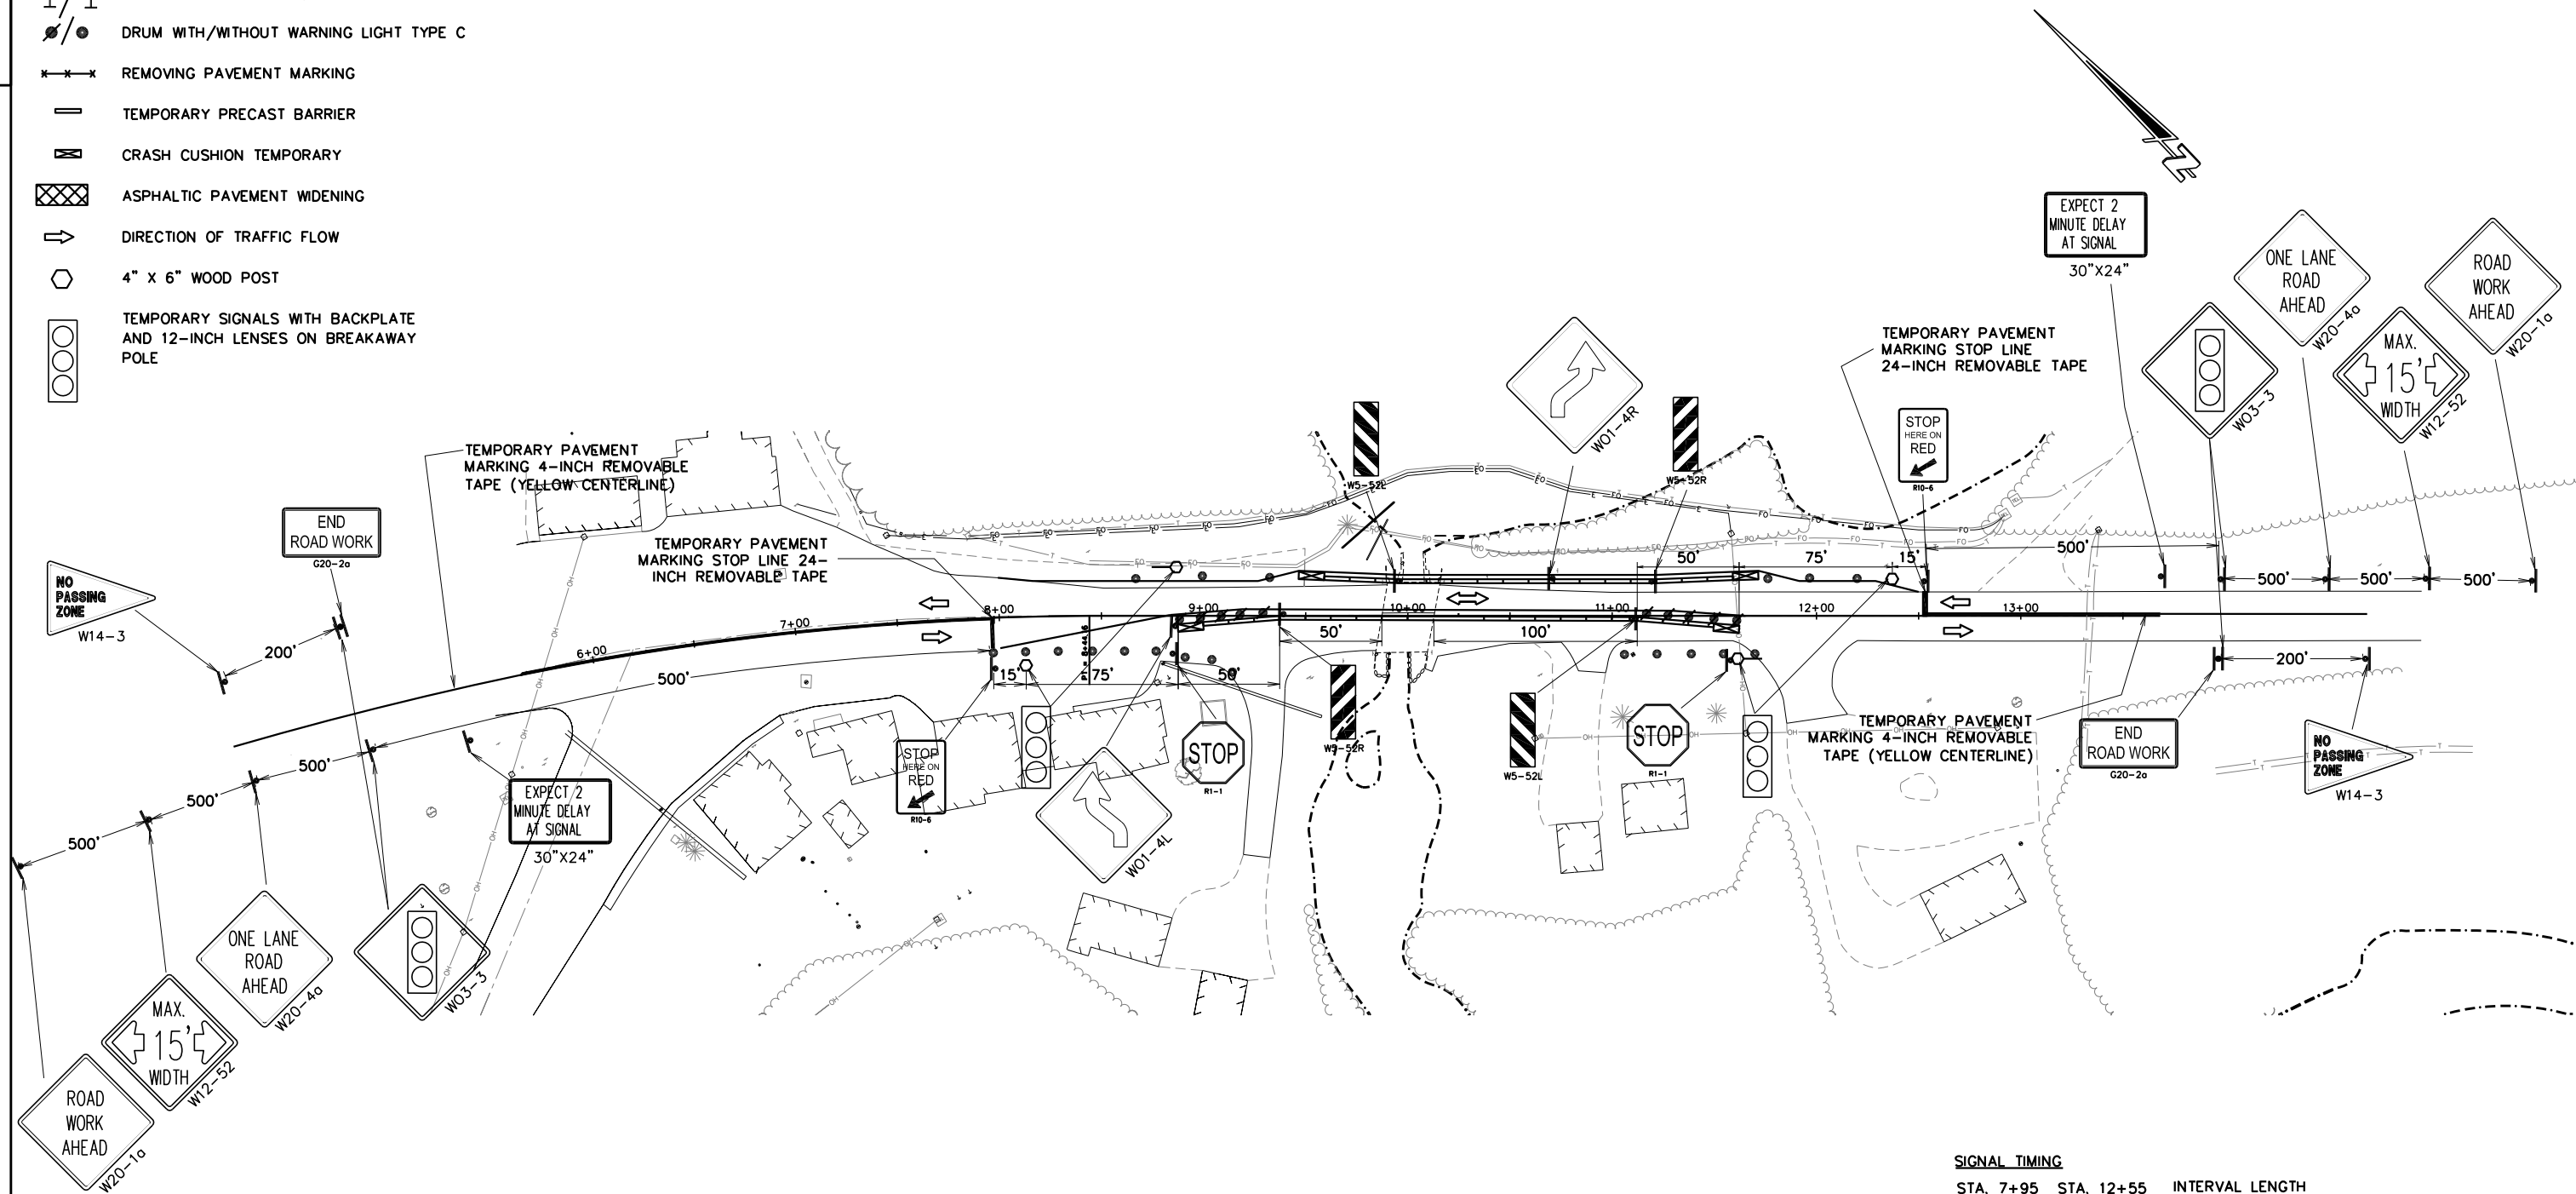 DRUM WITH/WITHOUT WARNING LIGHT TYPE C
REMOVING PAVEMENT MARKING
TEMPORARY PRECAST BARRIER
CRASH CUSHION TEMPORARY
ASPHALTIC PAVEMENT WIDENING
DIRECTION OF TRAFFIC FLOW
4" X 6" WOOD POST
TEMPORARY SIGNALS WITH BACKPLATE
AND 12-INCH LENSES ON BREAKAWAY
POLE
N
EXPECT 2
MINUTE DELAY
AT SIGNAL
30"X24"
W03-3
ONE LANE
ROAD
AHEAD
W20-4a
MAX.
15'
WIDTH
W12-52
ROAD
WORK
AHEAD
W20-1a
TEMPORARY PAVEMENT
MARKING STOP LINE
24-INCH REMOVABLE TAPE
STOP
HERE ON
RED
R10-6
W01-4R
W5-52L
W5-52R
TEMPORARY PAVEMENT
MARKING 4-INCH REMOVABLE
TAPE (YELLOW CENTERLINE)
END
ROAD WORK
G20-2a
NO
PASSING
ZONE
W14-3
TEMPORARY PAVEMENT
MARKING STOP LINE 24-
INCH REMOVABLE TAPE
50'
75'
15'
500'
500'
500'
500'
6+00
7+00
8+00
9+00
10+00
11+00
12+00
13+00
200'
500'
15'
75'
50'
50'
100'
200'
500'
500'
500'
EXPECT 2
MINUTE DELAY
AT SIGNAL
30"X24"
STOP
HERE ON
RED
R10-6
W01-4L
STOP
R1-1
W5-52R
W5-52L
STOP
R1-1
TEMPORARY PAVEMENT
MARKING 4-INCH REMOVABLE
TAPE (YELLOW CENTERLINE)
END
ROAD WORK
G20-2a
NO
PASSING
ZONE
W14-3
W03-3
ONE LANE
ROAD
AHEAD
W20-4a
MAX.
15'
WIDTH
W12-52
ROAD
WORK
AHEAD
W20-1a
SIGNAL TIMING
STA. 7+95 STA. 12+55 INTERVAL LENGTH